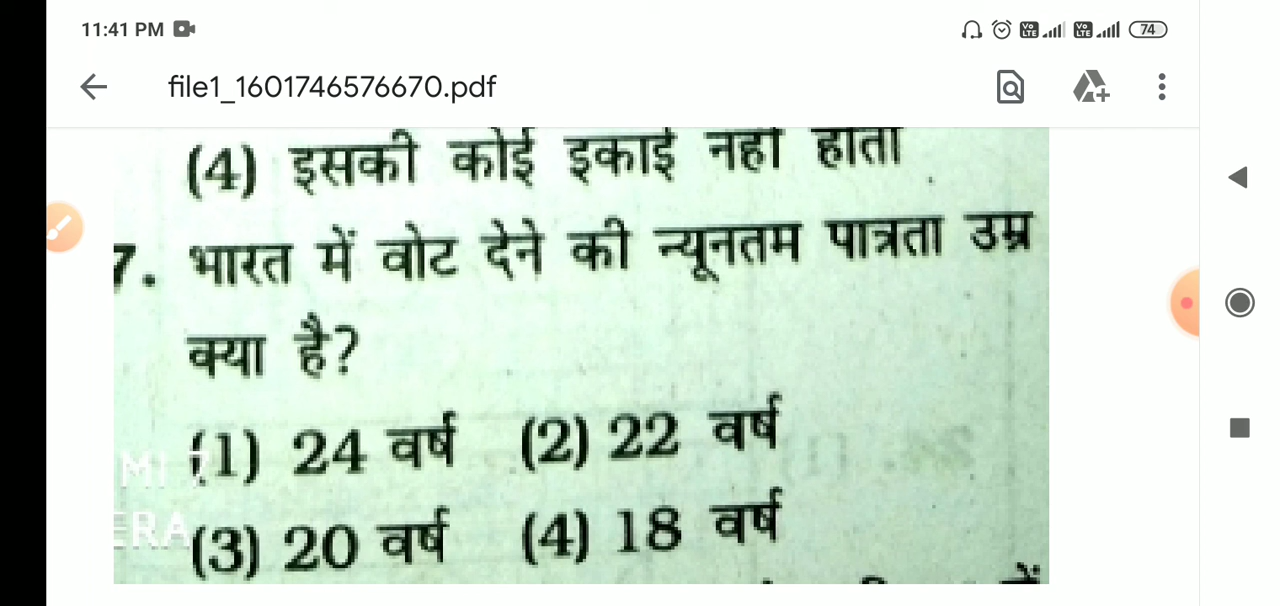 11:41 PM
74
file1_1601746576670.pdf
(4) इसकी कोई इकाई नहीं होती
7. भारत में वोट देने की न्यूनतम पात्रता उम्र
क्या है?
(1) 24 वर्ष (2) 22 वर्ष
(3) 20 वर्ष (4) 18 वर्ष